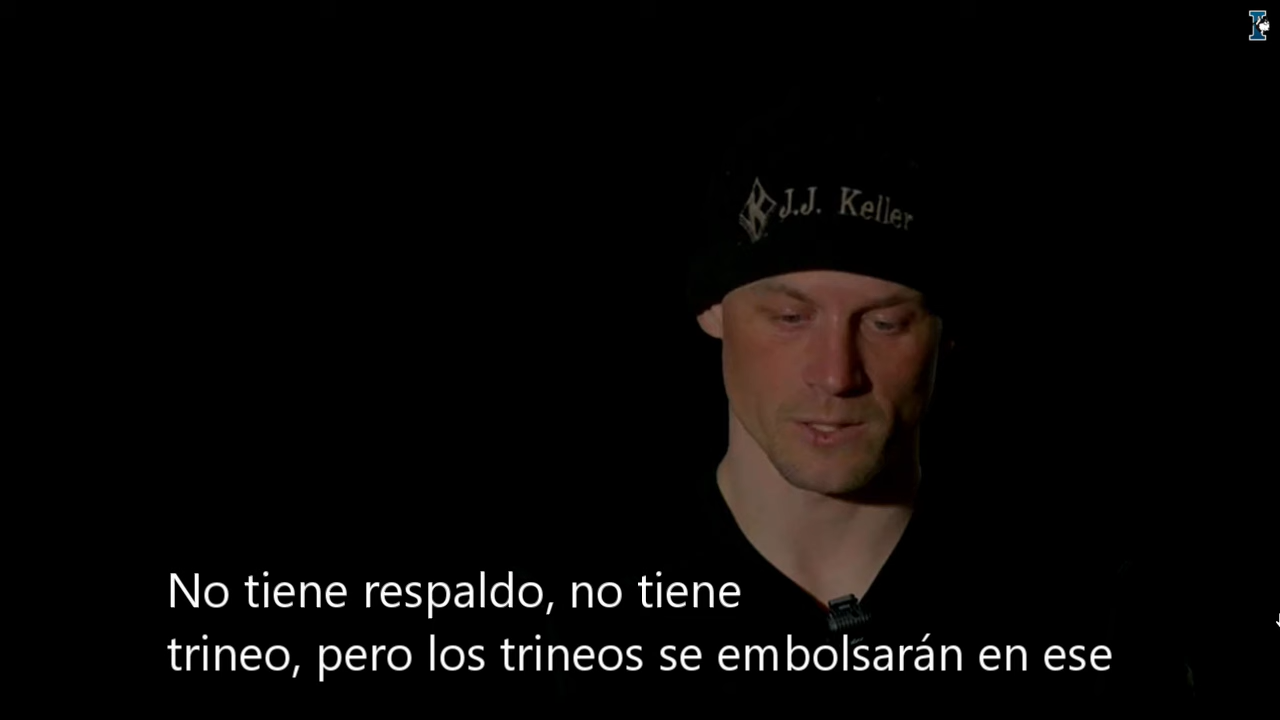 J.J. Keller
No tiene respaldo, no tiene
trineo, pero los trineos se embolsarán en ese